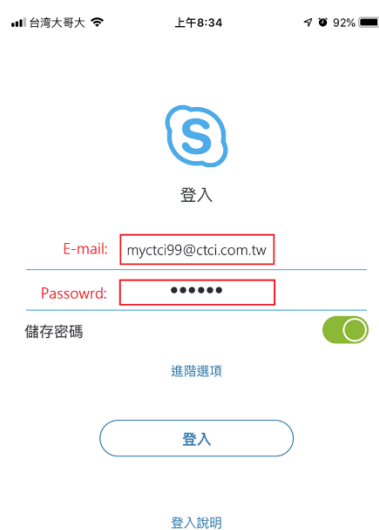 台湾大哥大 上午8:34 92%
S
登入
E-mail: myctci99@ctci.com.tw
Passowrd: ••••••
儲存密碼
進階選項
登入
登入說明